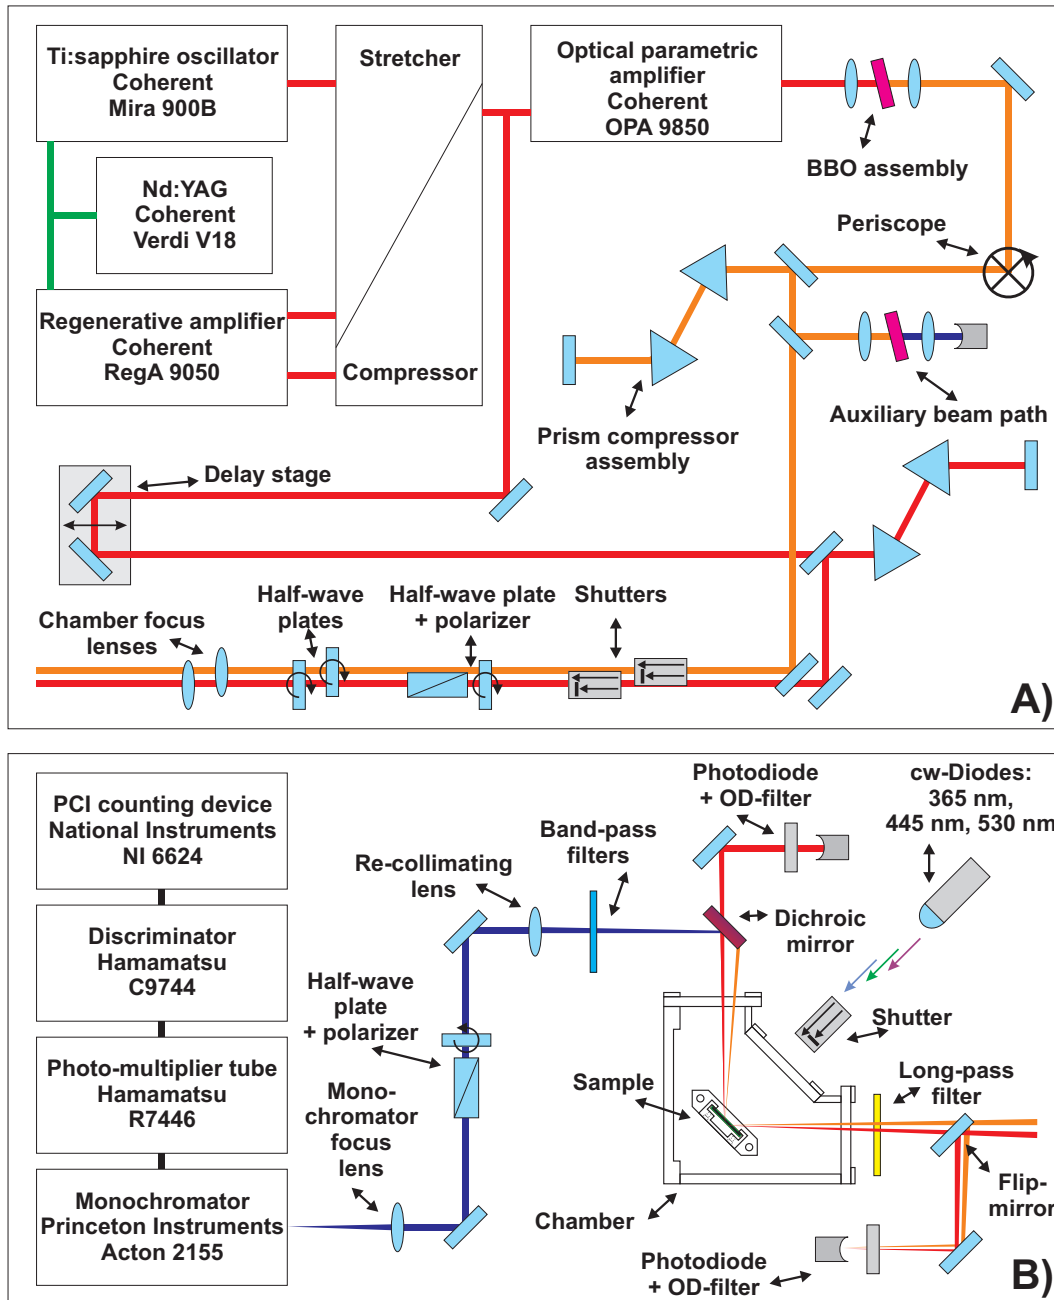 Ti:sapphire oscillator
Coherent
Mira 900B
Stretcher
Optical parametric
amplifier
Coherent
OPA 9850
BBO assembly
Nd:YAG
Coherent
Verdi V18
Periscope
Regenerative amplifier
Coherent
RegA 9050
Compressor
Auxiliary beam path
Prism compressor
assembly
Delay stage
Chamber focus
lenses
Half-wave
plates
Half-wave plate
+ polarizer
Shutters
A)
PCI counting device
National Instruments
NI 6624
Discriminator
Hamamatsu
C9744
Photo-multiplier tube
Hamamatsu
R7446
Monochromator
Princeton Instruments
Acton 2155
Re-collimating
lens
Band-pass
filters
Photodiode
+ OD-filter
cw-Diodes:
365 nm,
445 nm, 530 nm
Dichroic
mirror
Half-wave
plate
+ polarizer
Mono-
chromator
focus
lens
Shutter
Sample
Long-pass
filter
Chamber
Flip-
mirror
Photodiode
+ OD-filter
B)